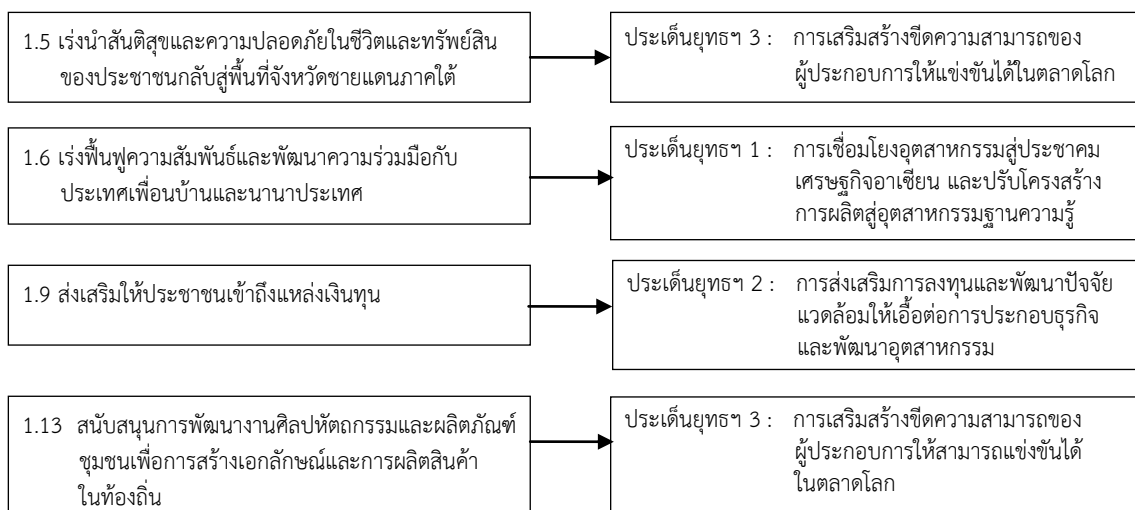 1.5 เร่งนำสันติสุขและความปลอดภัยในชีวิตและทรัพย์สิน
ของประชาชนกลับสู่พื้นที่จังหวัดชายแดนภาคใต้
ประเด็นยุทธฯ 3 : การเสริมสร้างขีดความสามารถของ
ผู้ประกอบการให้แข่งขันได้ในตลาดโลก
1.6 เร่งฟื้นฟูความสัมพันธ์และพัฒนาความร่วมมือกับ
ประเทศเพื่อนบ้านและนานาประเทศ
ประเด็นยุทธฯ 1 : การเชื่อมโยงอุตสาหกรรมสู่ประชาคม
เศรษฐกิจอาเซียน และปรับโครงสร้าง
การผลิตสู่อุตสาหกรรมฐานความรู้
1.9 ส่งเสริมให้ประชาชนเข้าถึงแหล่งเงินทุน
ประเด็นยุทธฯ 2 : การส่งเสริมการลงทุนและพัฒนาปัจจัย
แวดล้อมให้เอื้อต่อการประกอบธุรกิจ
และพัฒนาอุตสาหกรรม
1.13 สนับสนุนการพัฒนางานศิลปหัตถกรรมและผลิตภัณฑ์
ชุมชนเพื่อการสร้างเอกลักษณ์และการผลิตสินค้า
ในท้องถิ่น
ประเด็นยุทธฯ 3 : การเสริมสร้างขีดความสามารถของ
ผู้ประกอบการให้สามารถแข่งขันได้
ในตลาดโลก